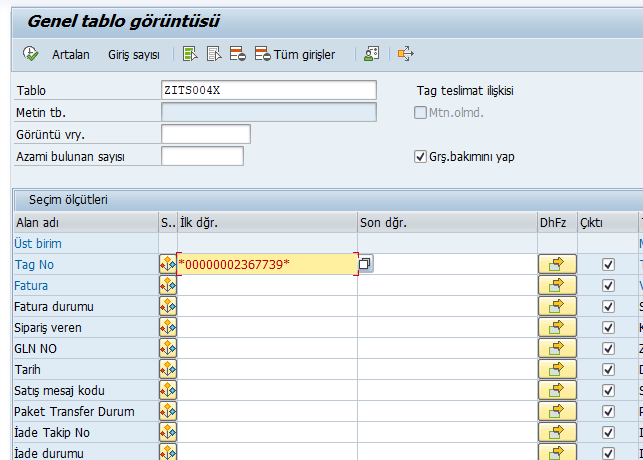 Genel tablo görüntüsü
Artalan Giriş sayısı Tüm girişler
Tablo ZITS004X Tag teslimat ilişkisi
Metin tb. Mtn.olmd.
Görüntü vry.
Azami bulunan sayısı Grş.bakımını yap
Seçim ölçütleri
Alan adı S.. İlk dğr. Son dğr. DhFz Çıktı
Üst birim
Tag No *00000002367739*
Fatura
Fatura durumu
Sipariş veren
GLN NO
Tarih
Satış mesaj kodu
Paket Transfer Durum
İade Takip No
İade durumu